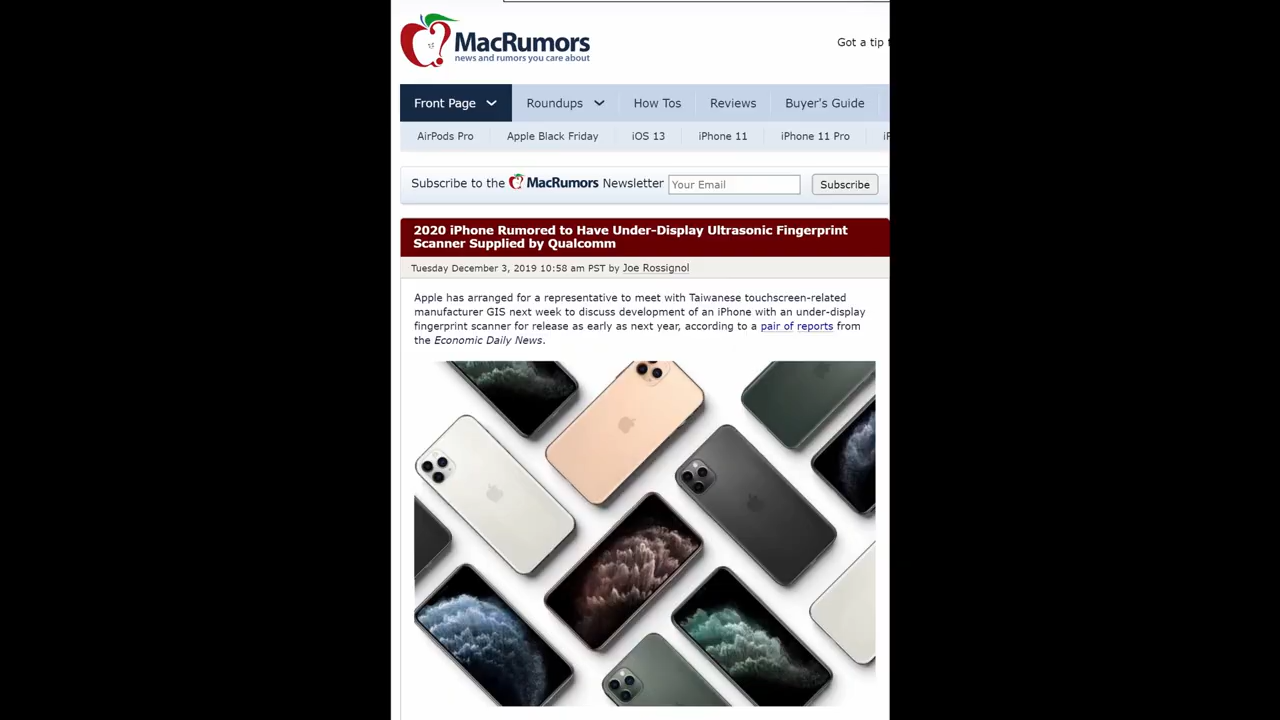 MacRumors
news and rumors you care about
Got a tip
Front Page
Roundups
How Tos
Reviews
Buyer's Guide
AirPods Pro
Apple Black Friday
iOS 13
iPhone 11
iPhone 11 Pro
Subscribe to the MacRumors Newsletter
Your Email
Subscribe
2020 iPhone Rumored to Have Under-Display Ultrasonic Fingerprint
Scanner Supplied by Qualcomm
Tuesday December 3, 2019 10:58 am PST by Joe Rossignol
Apple has arranged for a representative to meet with Taiwanese touchscreen-related
manufacturer GIS next week to discuss development of an iPhone with an under-display
fingerprint scanner for release as early as next year, according to a pair of reports from
the Economic Daily News.